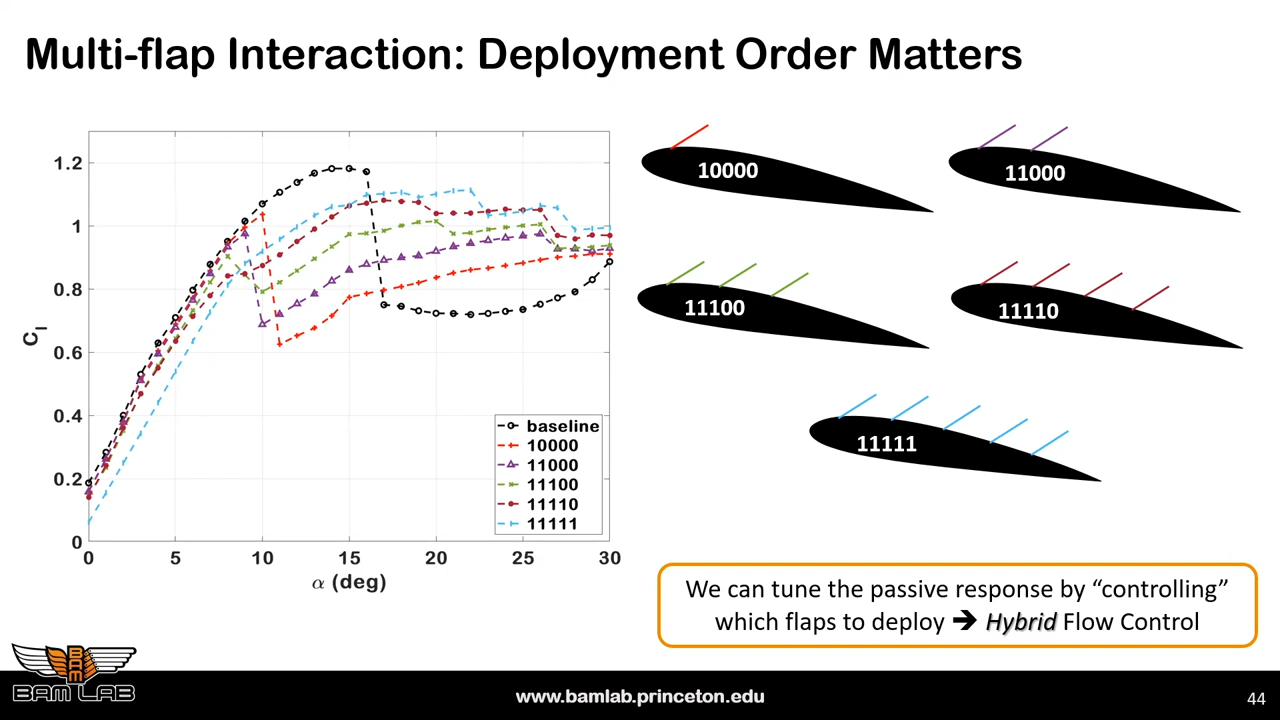 Multi-flap Interaction: Deployment Order Matters
1.2
1
0.8
0.6
0.4
0.2
0
0
5
10
15
20
25
30
Cl
α (deg)
baseline
10000
11000
11100
11110
11111
10000
11000
11100
11110
11111
We can tune the passive response by “controlling”
which flaps to deploy ➔ Hybrid Flow Control
BAM
BAM LAB
www.bamlab.princeton.edu
44